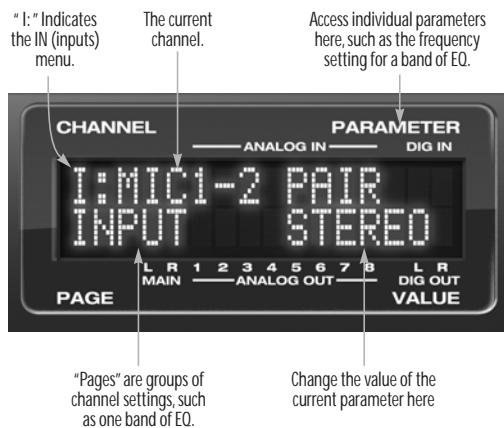 " I: " Indicates
the IN (inputs)
menu.
The current
channel.
Access individual parameters
here, such as the frequency
setting for a band of EQ.
CHANNEL
PARAMETER
ANALOG IN
DIG IN
I:MIC1-2 PAIR
INPUT STEREO
L R 1 2 3 4 5 6 7 8 L R
MAIN ANALOG OUT DIG OUT
PAGE
VALUE
"Pages" are groups of
channel settings, such
as one band of EQ.
Change the value of the
current parameter here